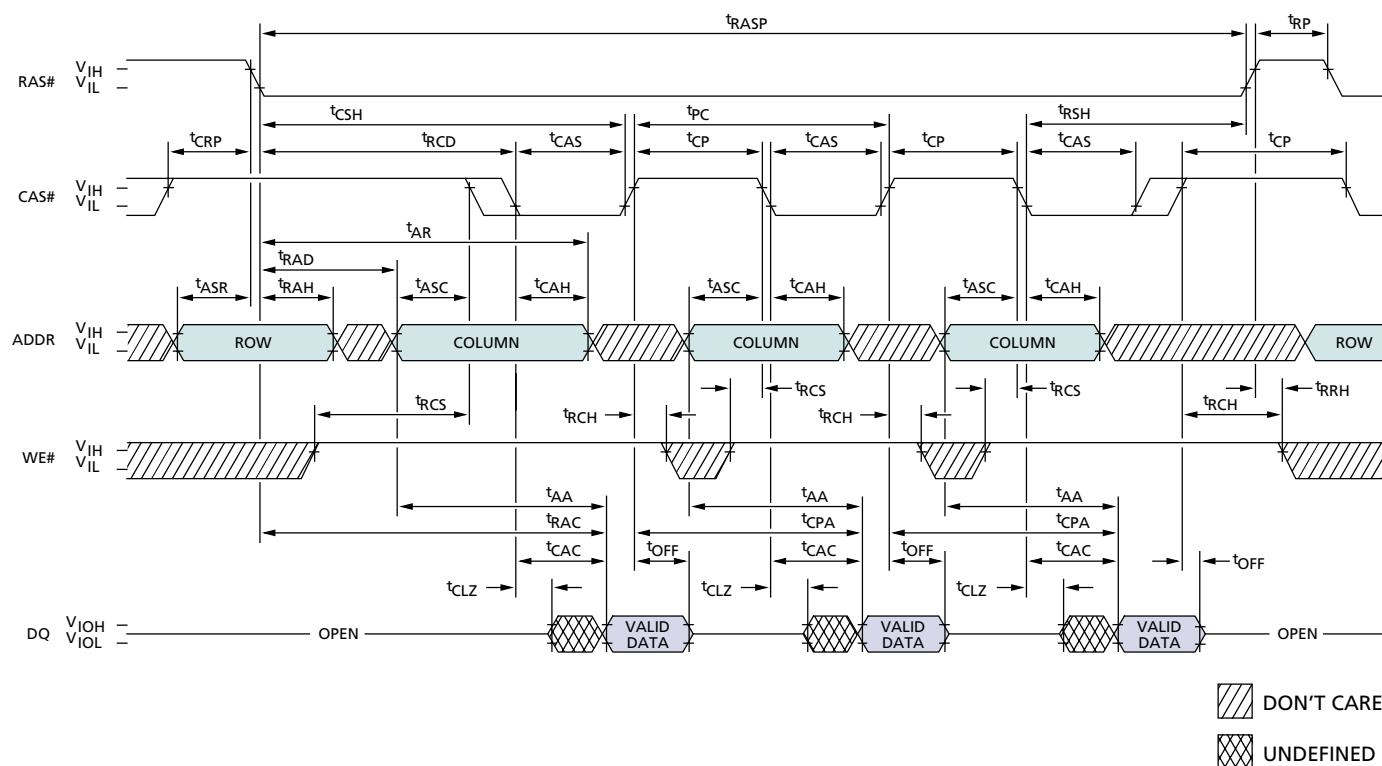 tRASP tRP
RAS# VIH
VIL
tCSH tPC tRSH
tCRP tRCD tCAS tCP tCAS tCP tCAS tCP
CAS# VIH
VIL
tAR
tRAD
tASR tRAH tASC tCAH tASC tCAH tASC tCAH
ADDR VIH
VIL
ROW COLUMN COLUMN COLUMN ROW
tRCS tRCH tRCS tRCH tRCS tRCH tRRH
WE# VIH
VIL
tAA tAA tAA
tRAC tCPA tCPA
tCAC tOFF tCAC tOFF tCAC tOFF
tCLZ tCLZ tCLZ
DQ VIOH
VIOL
OPEN VALID DATA VALID DATA VALID DATA OPEN
DON'T CARE
UNDEFINED